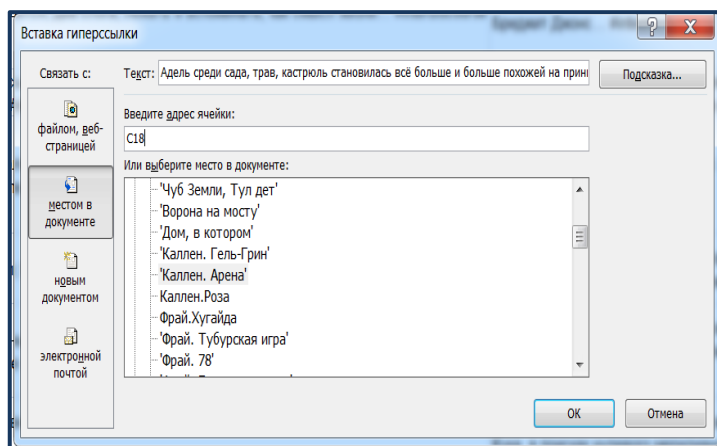 Вставка гиперссылки
Связать с:
Текст: Адель среди сада, трав, кастрюль становилась всё больше и больше похожей на прин
Подсказка...
файлом, веб-
страницей
местом в
документе
новым
документом
электронной
почтой
Введите адрес ячейки:
C18
Или выберите место в документе:
'Чуб Земли, Тул дет'
'Ворона на мосту'
'Дом, в котором'
'Каллен. Гель-Грин'
'Каллен. Арена'
Каллен.Роза
Фрай.Хугайда
'Фрай. Тубурская игра'
'Фрай. 78'
ОК
Отмена